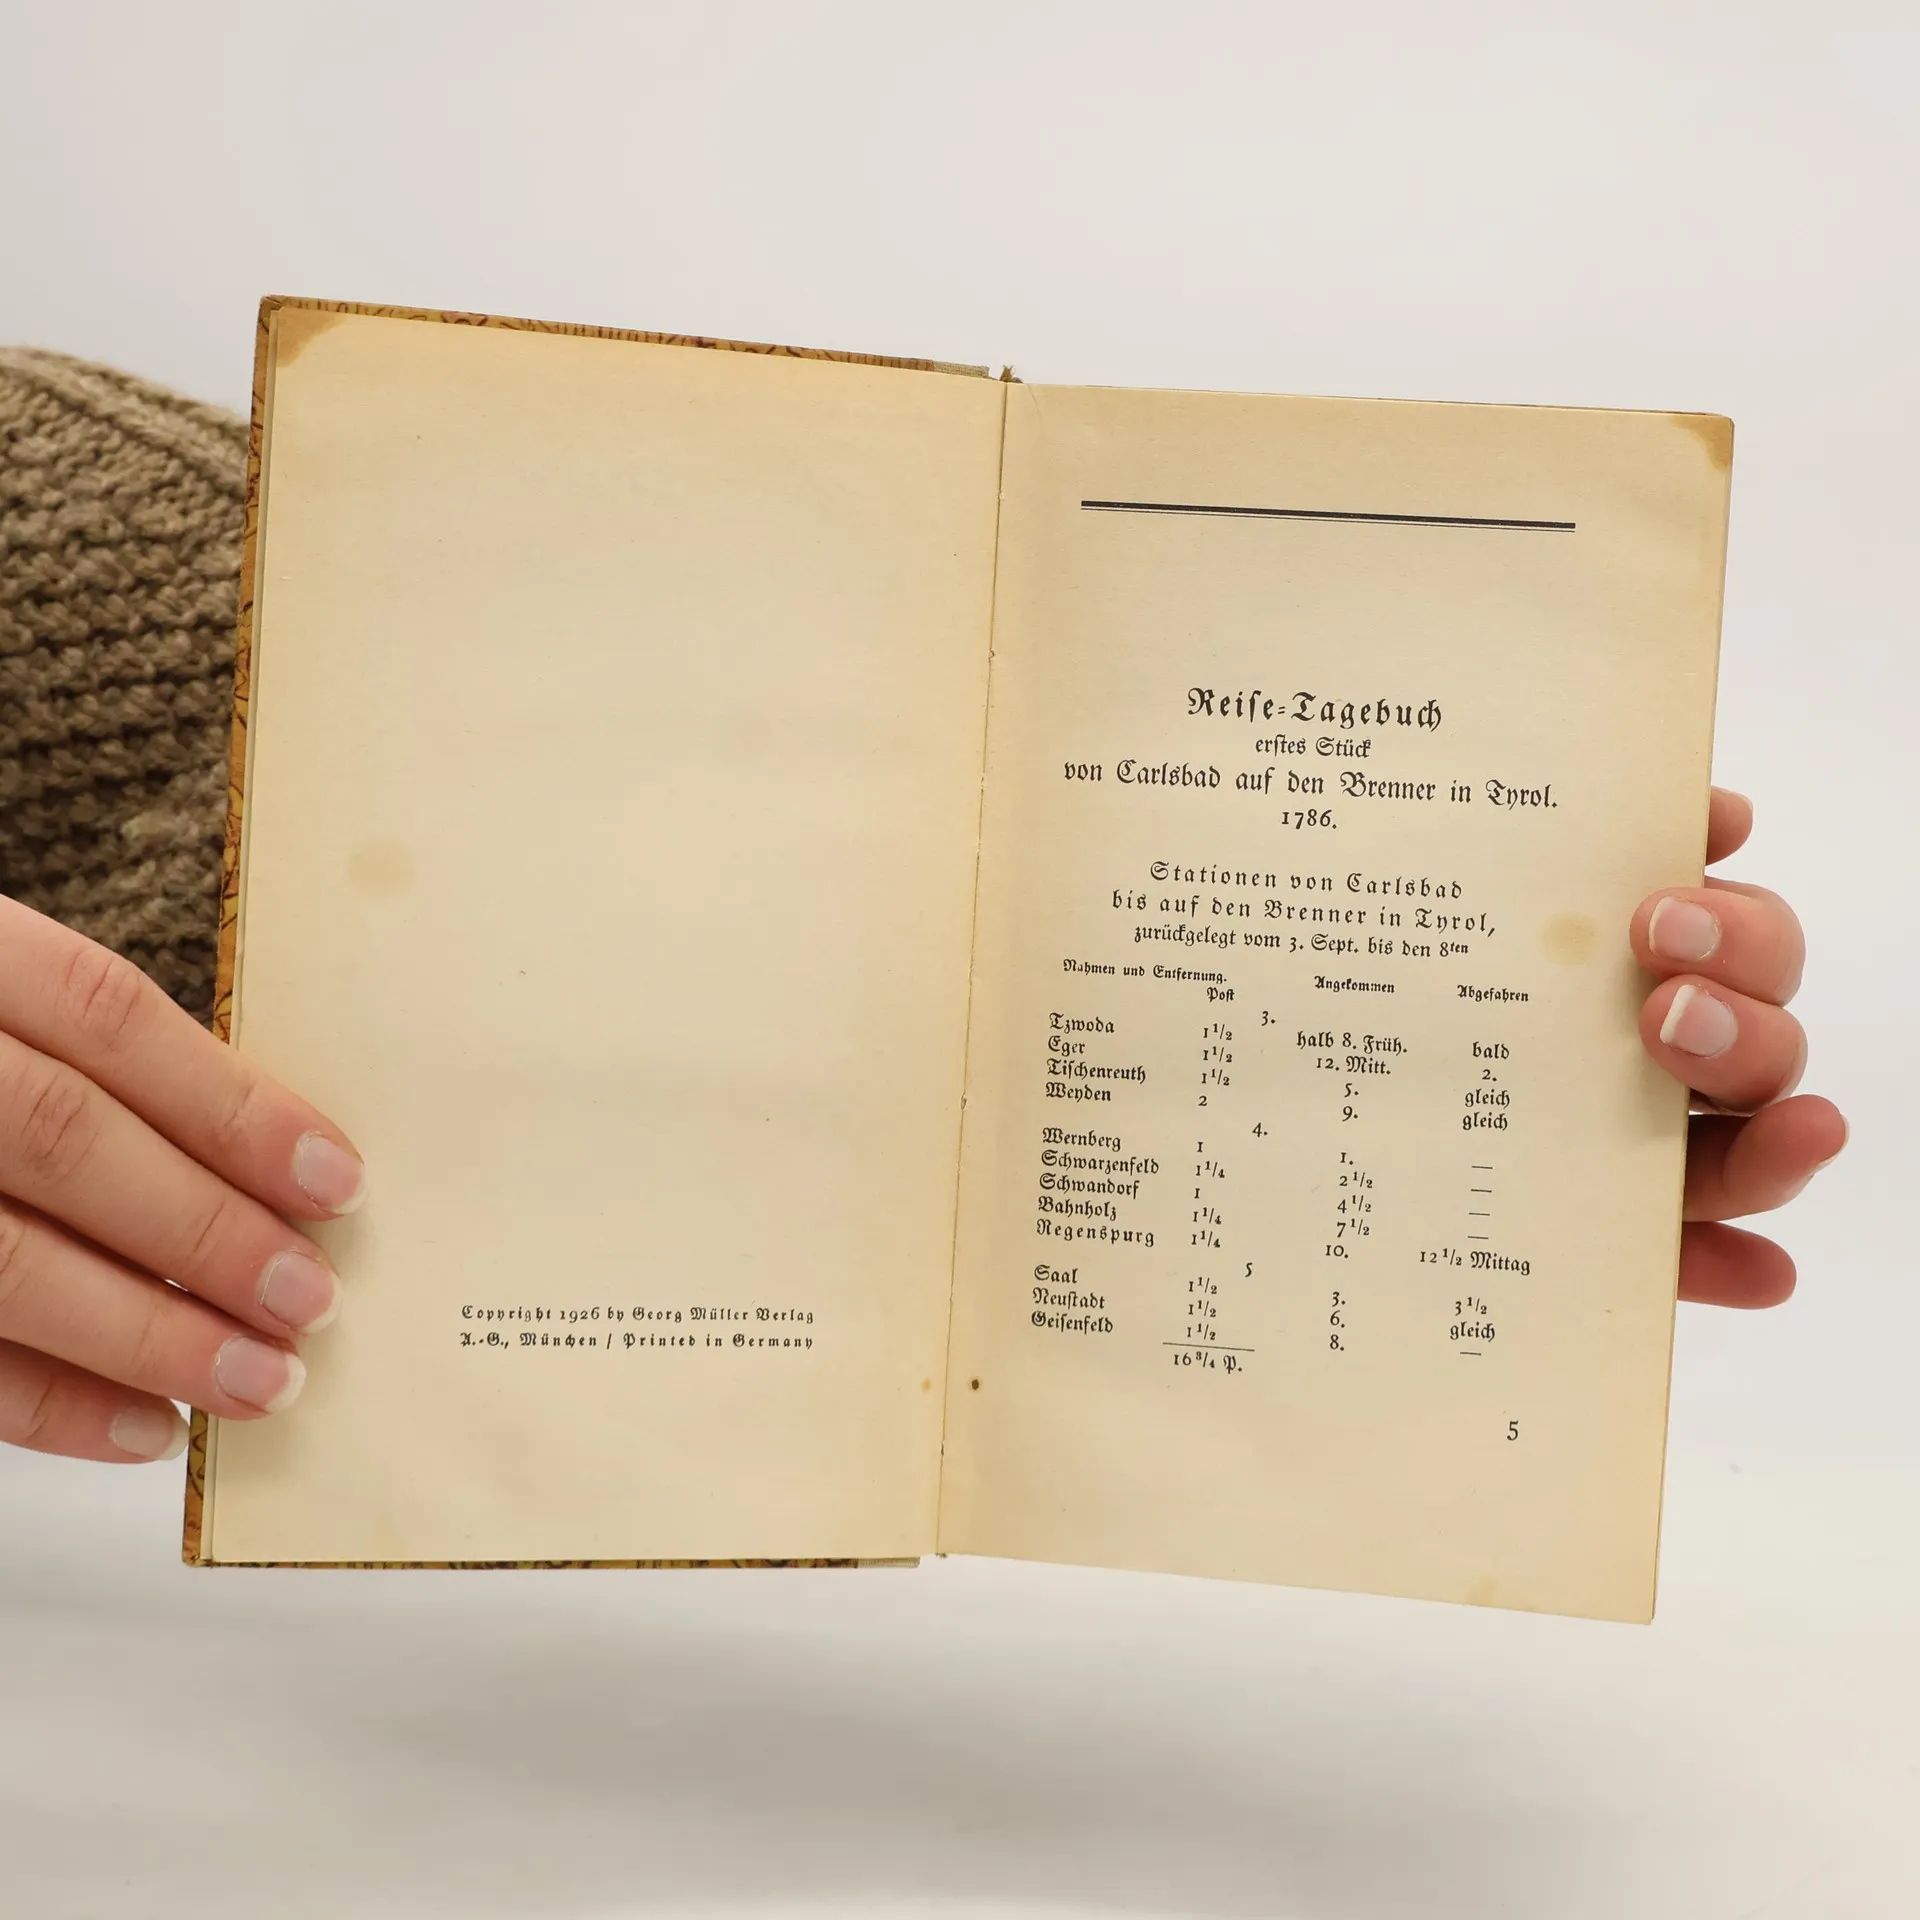 Copyright 1926 by Georg Müller Verlag
A.-G., München / Printed in Germany
Reiſe-Tagebuch
erſtes Stück
von Carlsbad auf den Brenner in Tyrol.
1786.
Stationen von Carlsbad
bis auf den Brenner in Tyrol,
zurückgelegt vom 3. Sept. bis den 8ten
Nahmen und Entfernung. Angekommen Abgefahren
Poſt
3.
Tzwoda 1 1/2 halb 8. Früh. bald
Eger 1 1/2 12. Mitt. 2.
Tiſchenreuth 1 1/2 5. gleich
Weyden 2 9. gleich
4.
Wernberg 1 1. —
Schwarzenfeld 1 1/4 2 1/2 —
Schwandorf 1 4 1/2 —
Bahnholz 1 1/4 7 1/2 —
Regenspurg 1 1/4 10. 12 1/2 Mittag
5
Saal 1 1/2 3. 3 1/2
Neuſtadt 1 1/2 6. gleich
Geiſenfeld 1 1/2 8. —
16 3/4 P.
5